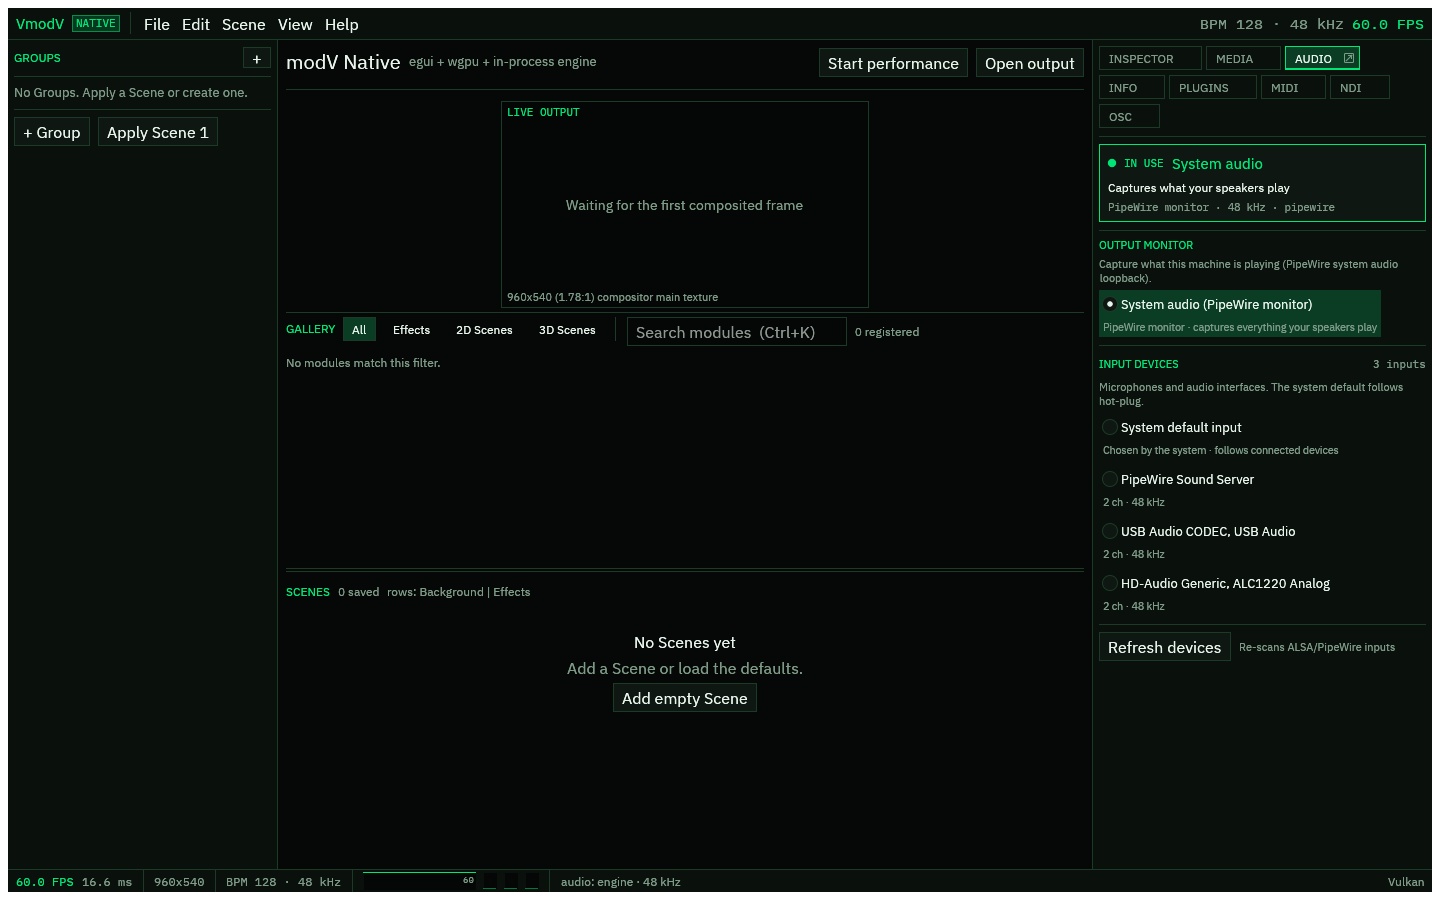 VmodV NATIVE File Edit Scene View Help BPM 128 · 48 kHz 60.0 FPS
GROUPS +
No Groups. Apply a Scene or create one.
+ Group Apply Scene 1
modV Native egui + wgpu + in-process engine Start performance Open output
LIVE OUTPUT
Waiting for the first composited frame
960x540 (1.78:1) compositor main texture
GALLERY All Effects 2D Scenes 3D Scenes Search modules (Ctrl+K) 0 registered
No modules match this filter.
SCENES 0 saved rows: Background | Effects
No Scenes yet
Add a Scene or load the defaults.
Add empty Scene
INSPECTOR MEDIA AUDIO
INFO PLUGINS MIDI NDI
OSC
IN USE System audio
Captures what your speakers play
PipeWire monitor · 48 kHz · pipewire
OUTPUT MONITOR
Capture what this machine is playing (PipeWire system audio
loopback).
System audio (PipeWire monitor)
PipeWire monitor · captures everything your speakers play
INPUT DEVICES 3 inputs
Microphones and audio interfaces. The system default follows
hot-plug.
System default input
Chosen by the system · follows connected devices
PipeWire Sound Server
2 ch · 48 kHz
USB Audio CODEC, USB Audio
2 ch · 48 kHz
HD-Audio Generic, ALC1220 Analog
2 ch · 48 kHz
Refresh devices Re-scans ALSA/PipeWire inputs
60.0 FPS 16.6 ms 960x540 BPM 128 · 48 kHz 60 audio: engine · 48 kHz Vulkan